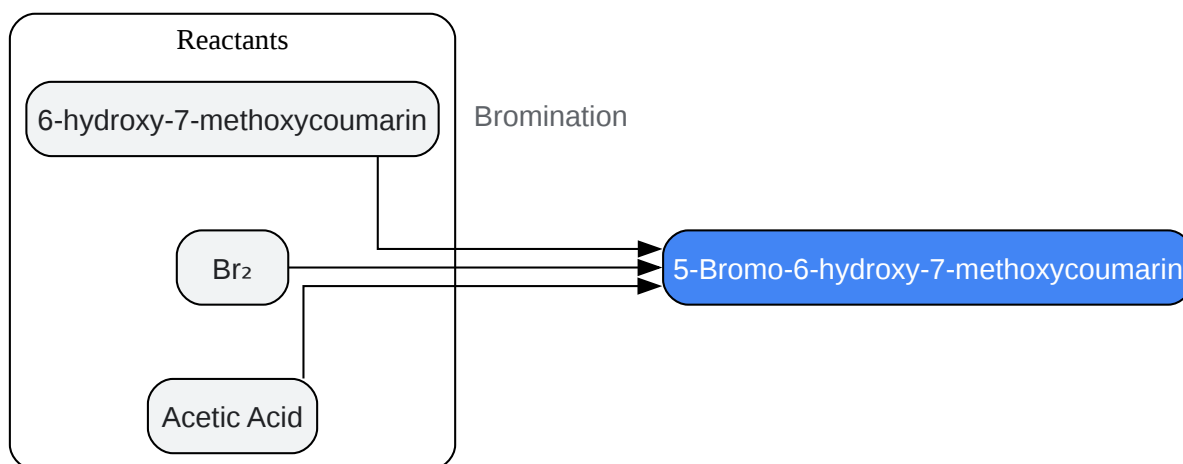 Reactants
6-hydroxy-7-methoxycoumarin
Bromination
Br₂
5-Bromo-6-hydroxy-7-methoxycoumarin
Acetic Acid